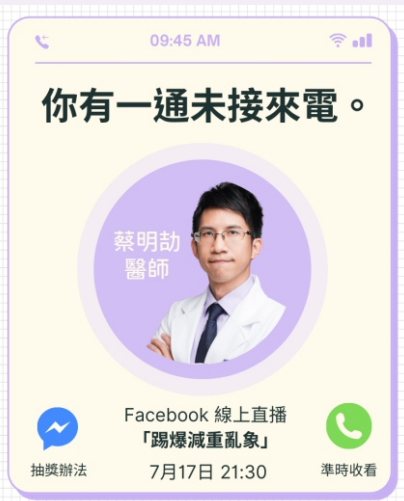 09:45 AM
你有一通未接來電。
蔡明劼
醫師
Facebook 線上直播
「踢爆減重亂象」
7月17日 21:30
抽獎辦法
準時收看